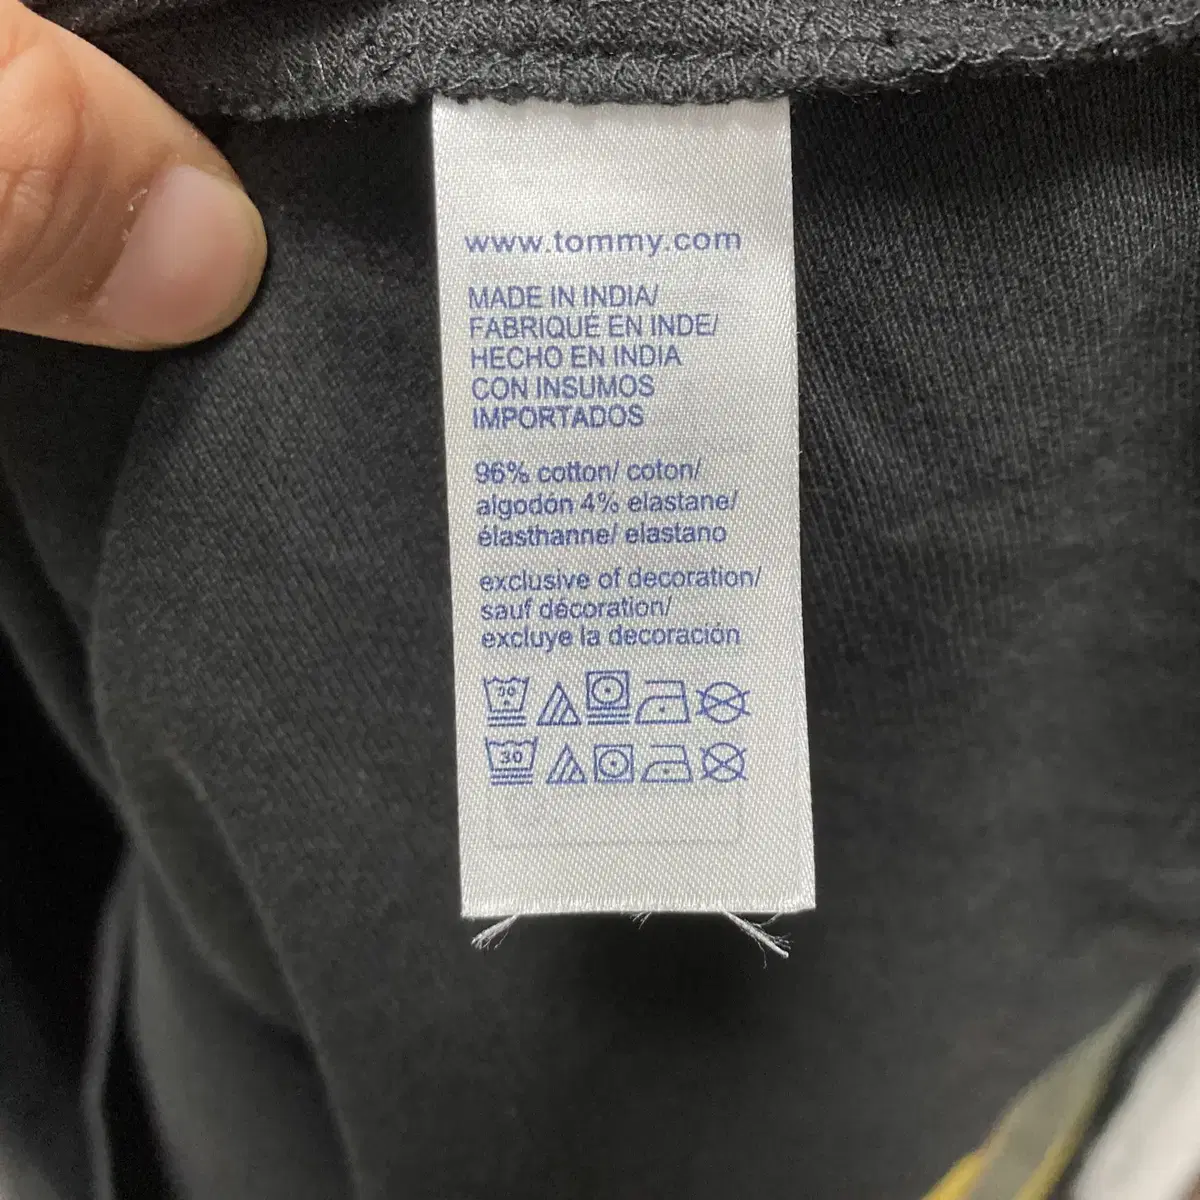 www.tommy.com
MADE IN INDIA/
FABRIQUÉ EN INDE/
HECHO EN INDIA
CON INSUMOS
IMPORTADOS
96% cotton/ coton/
algodón 4% elastane/
élasthanne/ elastano
exclusive of decoration/
sauf décoration/
excluye la decoración
30
30